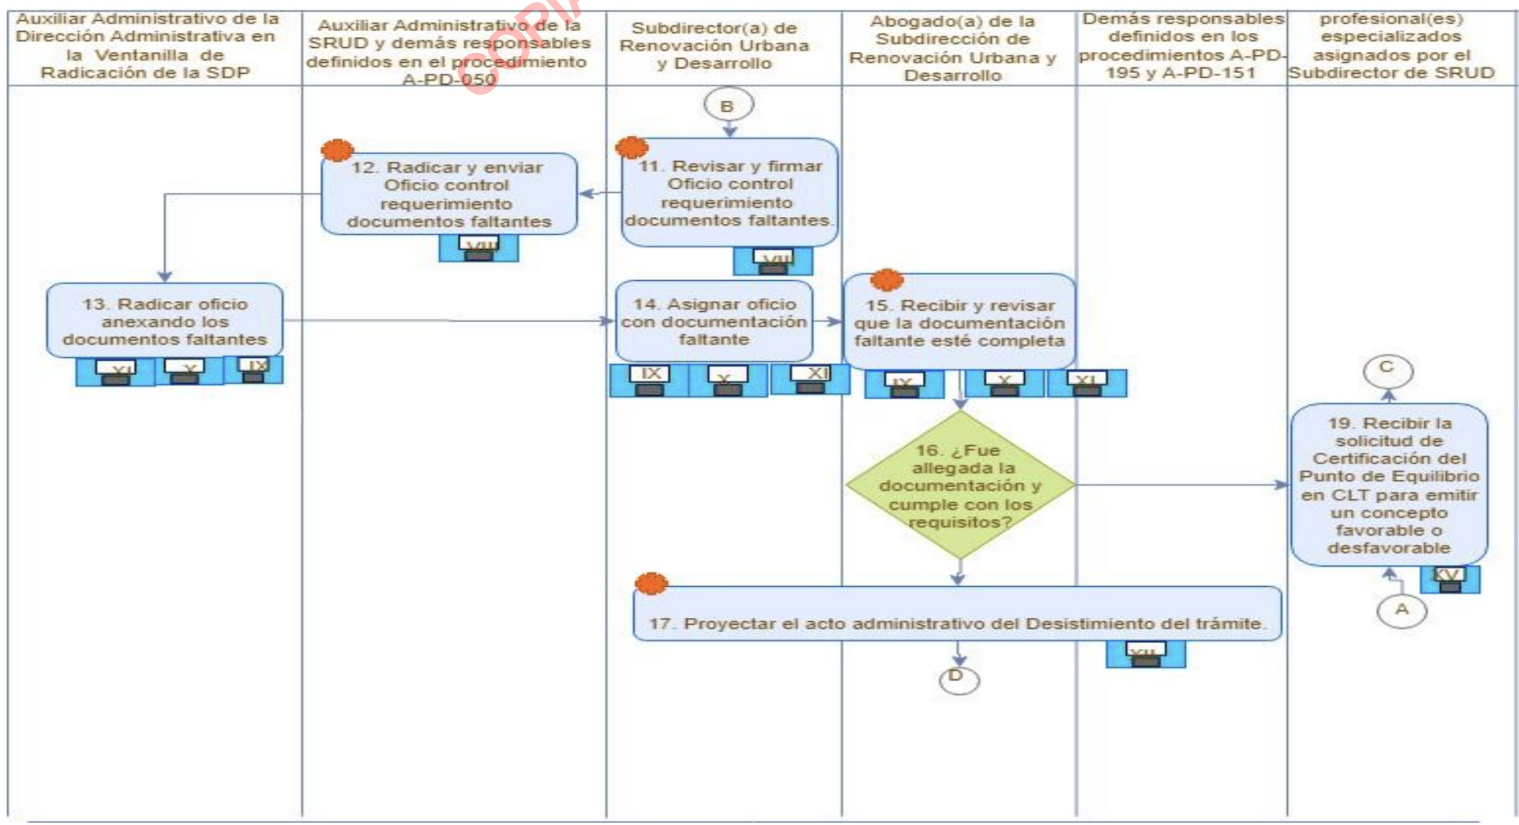 Auxiliar Administrativo de la
Dirección Administrativa en
la Ventanilla de
Radicación de la SDP
Auxiliar Administrativo de la
SRUD y demás responsables
definidos en el procedimiento
A-PD-050
Subdirector(a) de
Renovación Urbana
y Desarrollo
Abogado(a) de la
Subdirección de
Renovación Urbana y
Desarrollo
Demás responsables
definidos en los
procedimientos A-PD-
195 y A-PD-151
profesional(es)
especializados
asignados por el
Subdirector de SRUD
B
12. Radicar y enviar
Oficio control
requerimiento
documentos faltantes
VIII
11. Revisar y firmar
Oficio control
requerimiento
documentos faltantes.
VII
13. Radicar oficio
anexando los
documentos faltantes
XI
X
IX
14. Asignar oficio
con documentación
faltante
IX
X
XI
15. Recibir y revisar
que la documentación
faltante esté completa
IX
X
XI
16. ¿Fue
allegada la
documentación y
cumple con los
requisitos?
C
19. Recibir la
solicitud de
Certificación del
Punto de Equilibrio
en CLT para emitir
un concepto
favorable o
desfavorable
XV
A
17. Proyectar el acto administrativo del Desistimiento del trámite.
XII
D